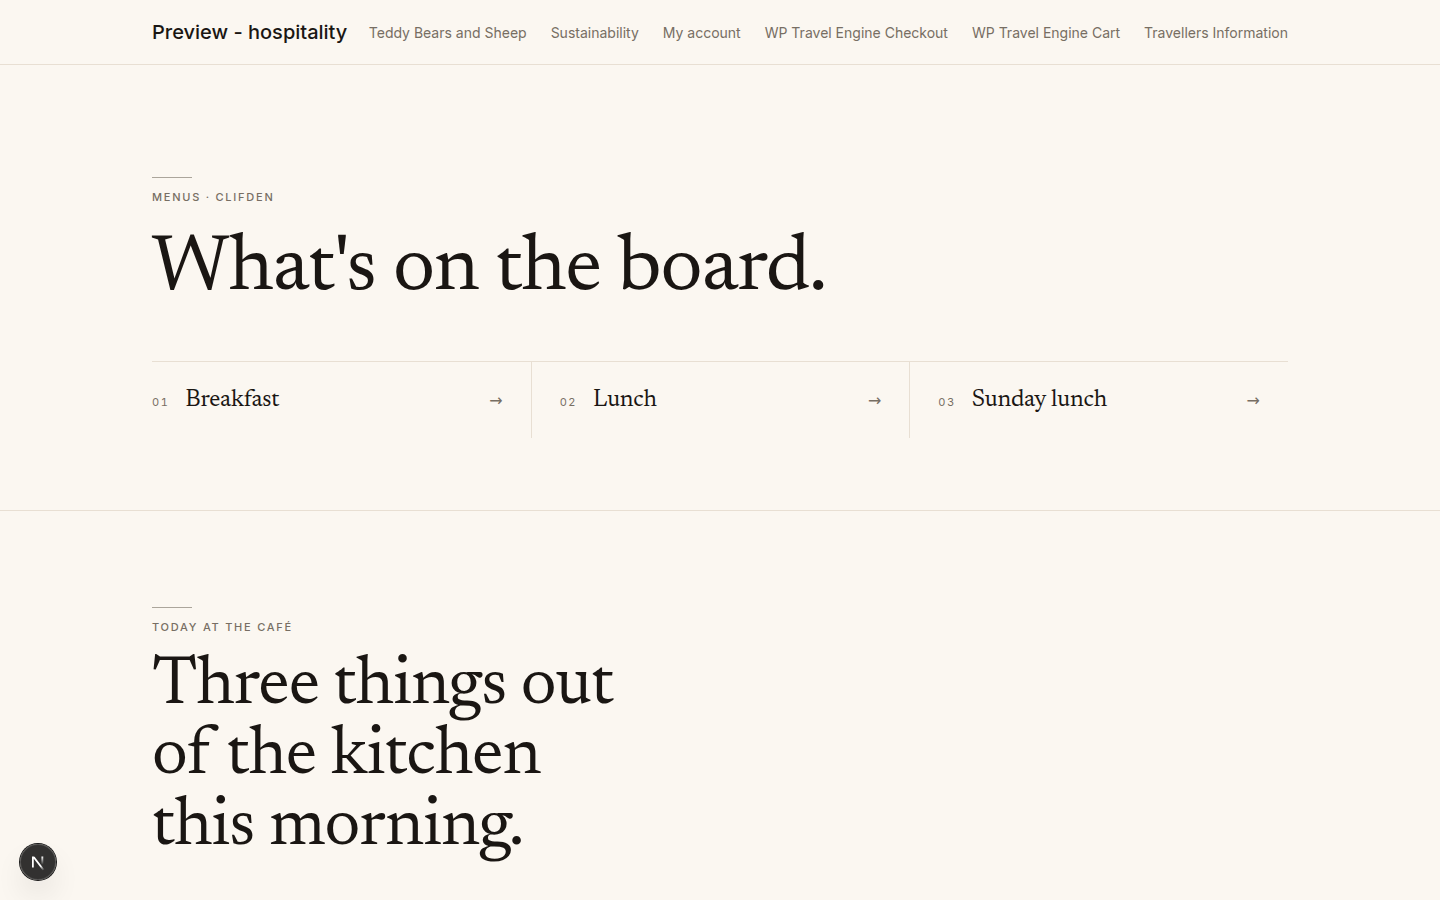 Preview - hospitality
Teddy Bears and Sheep
Sustainability
My account
WP Travel Engine Checkout
WP Travel Engine Cart
Travellers Information
MENUS · CLIFDEN
What's on the board.
01 Breakfast →
02 Lunch →
03 Sunday lunch →
TODAY AT THE CAFÉ
Three things out
of the kitchen
this morning.
N